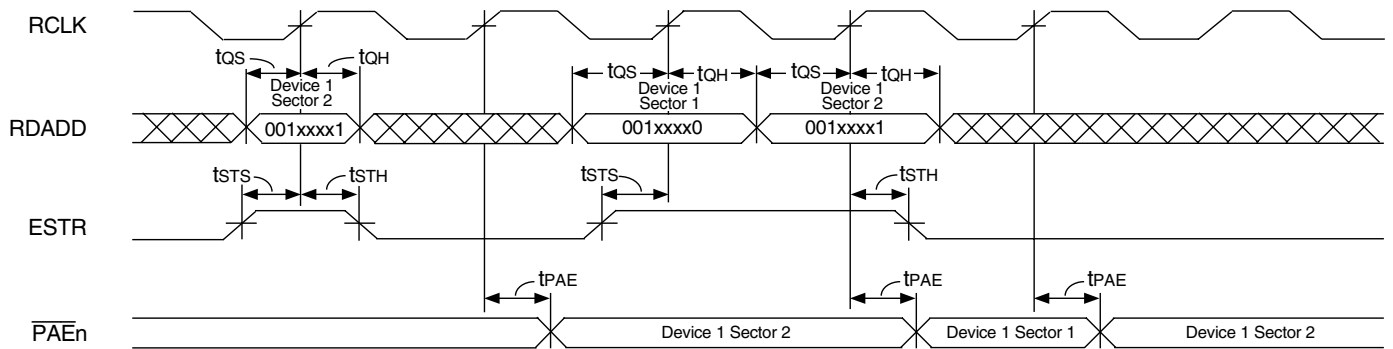 RCLK
tQS tQH tQS tQH tQS tQH
Device 1
Sector 2
Device 1
Sector 1
Device 1
Sector 2
RDADD
001xxxx1 001xxxx0 001xxxx1
tSTS tSTH tSTS tSTH
ESTR
tPAE tPAE tPAE
PAEn
Device 1 Sector 2 Device 1 Sector 1 Device 1 Sector 2